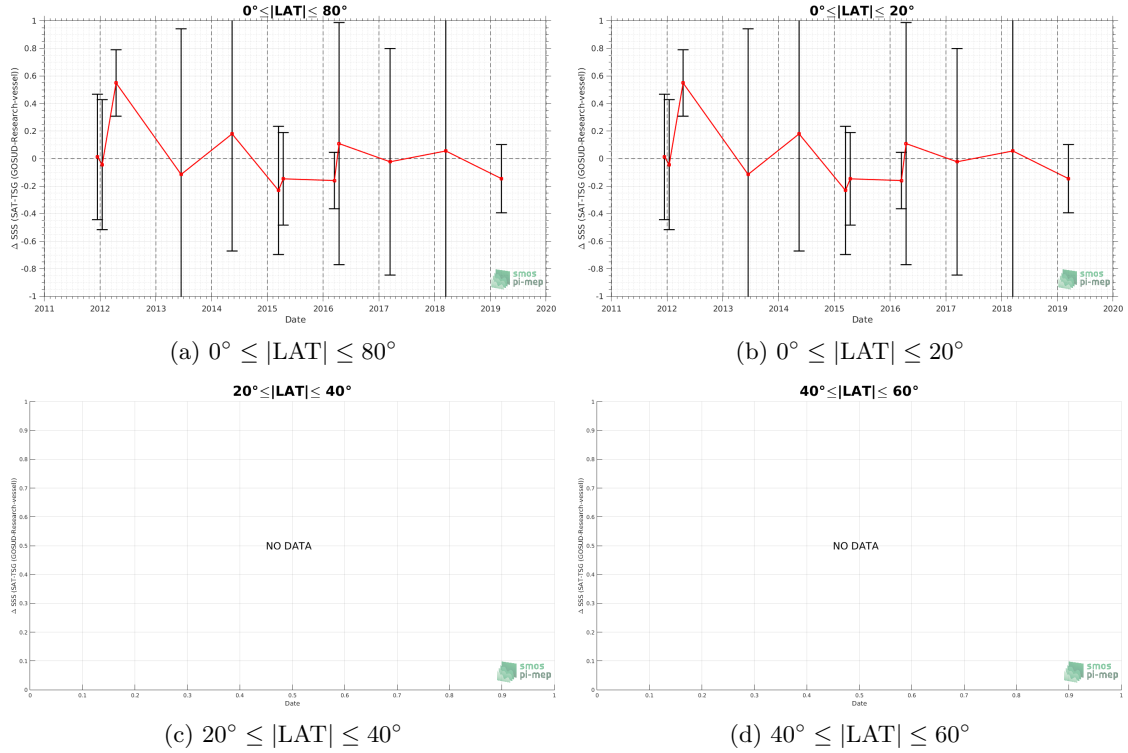 0°≤|LAT|≤ 80°
Δ SSS (SAT-TSG (GOSUD-Research-vessel))
1
0.8
0.6
0.4
0.2
0
-0.2
-0.4
-0.6
-0.8
-1
2011 2012 2013 2014 2015 2016 2017 2018 2019 2020
Date
smos
pi-mep
(a) 0° ≤ |LAT| ≤ 80°
0°≤|LAT|≤ 20°
Δ SSS (SAT-TSG (GOSUD-Research-vessel))
1
0.8
0.6
0.4
0.2
0
-0.2
-0.4
-0.6
-0.8
-1
2011 2012 2013 2014 2015 2016 2017 2018 2019 2020
Date
smos
pi-mep
(b) 0° ≤ |LAT| ≤ 20°
20°≤|LAT|≤ 40°
Δ SSS (SAT-TSG (GOSUD-Research-vessel))
1
0.9
0.8
0.7
0.6
0.5
0.4
0.3
0.2
0.1
0
NO DATA
0 0.1 0.2 0.3 0.4 0.5 0.6 0.7 0.8 0.9 1
Date
smos
pi-mep
(c) 20° ≤ |LAT| ≤ 40°
40°≤|LAT|≤ 60°
Δ SSS (SAT-TSG (GOSUD-Research-vessel))
1
0.9
0.8
0.7
0.6
0.5
0.4
0.3
0.2
0.1
0
NO DATA
0 0.1 0.2 0.3 0.4 0.5 0.6 0.7 0.8 0.9 1
Date
smos
pi-mep
(d) 40° ≤ |LAT| ≤ 60°